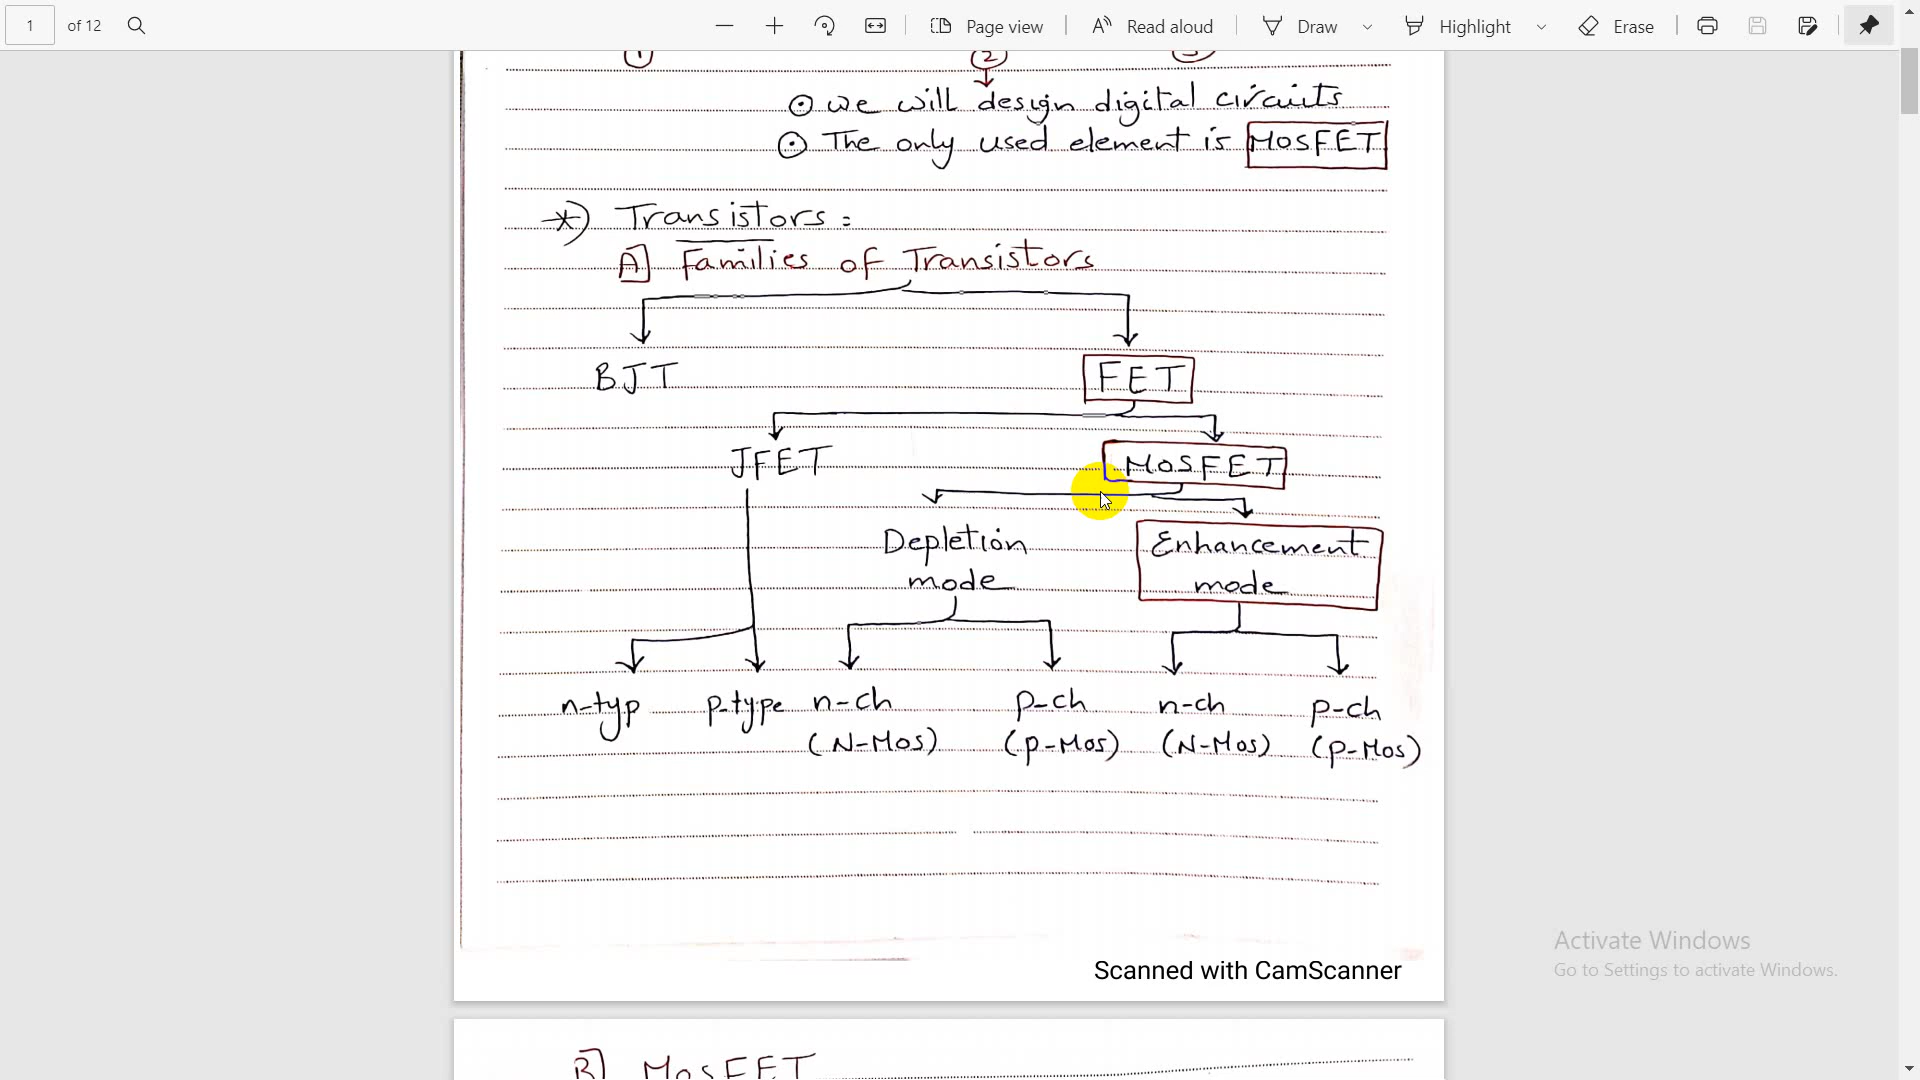 1 of 12 Page view Read aloud Draw Highlight Erase
1 2
⊙ we will design digital circuits
⊙ The only used element is MOSFET
*) Transistors:
A] Families of Transistors
BJT FET
JFET MOSFET
Depletion Enhancement
mode mode
n-typ p-type n-ch p-ch n-ch p-ch
(N-Mos) (p-Mos) (N-Mos) (p-Mos)
Scanned with CamScanner
Activate Windows
Go to Settings to activate Windows.
B] MOSFET